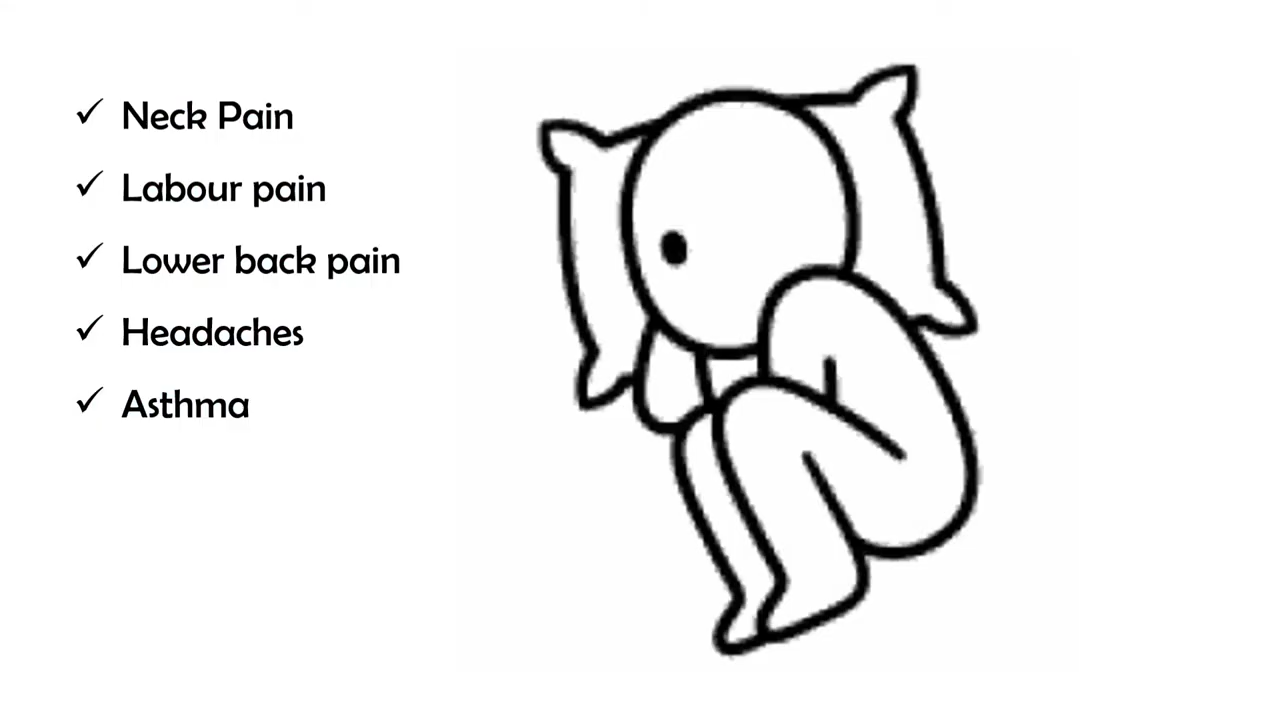 ✓ Neck Pain
✓ Labour pain
✓ Lower back pain
✓ Headaches
✓ Asthma